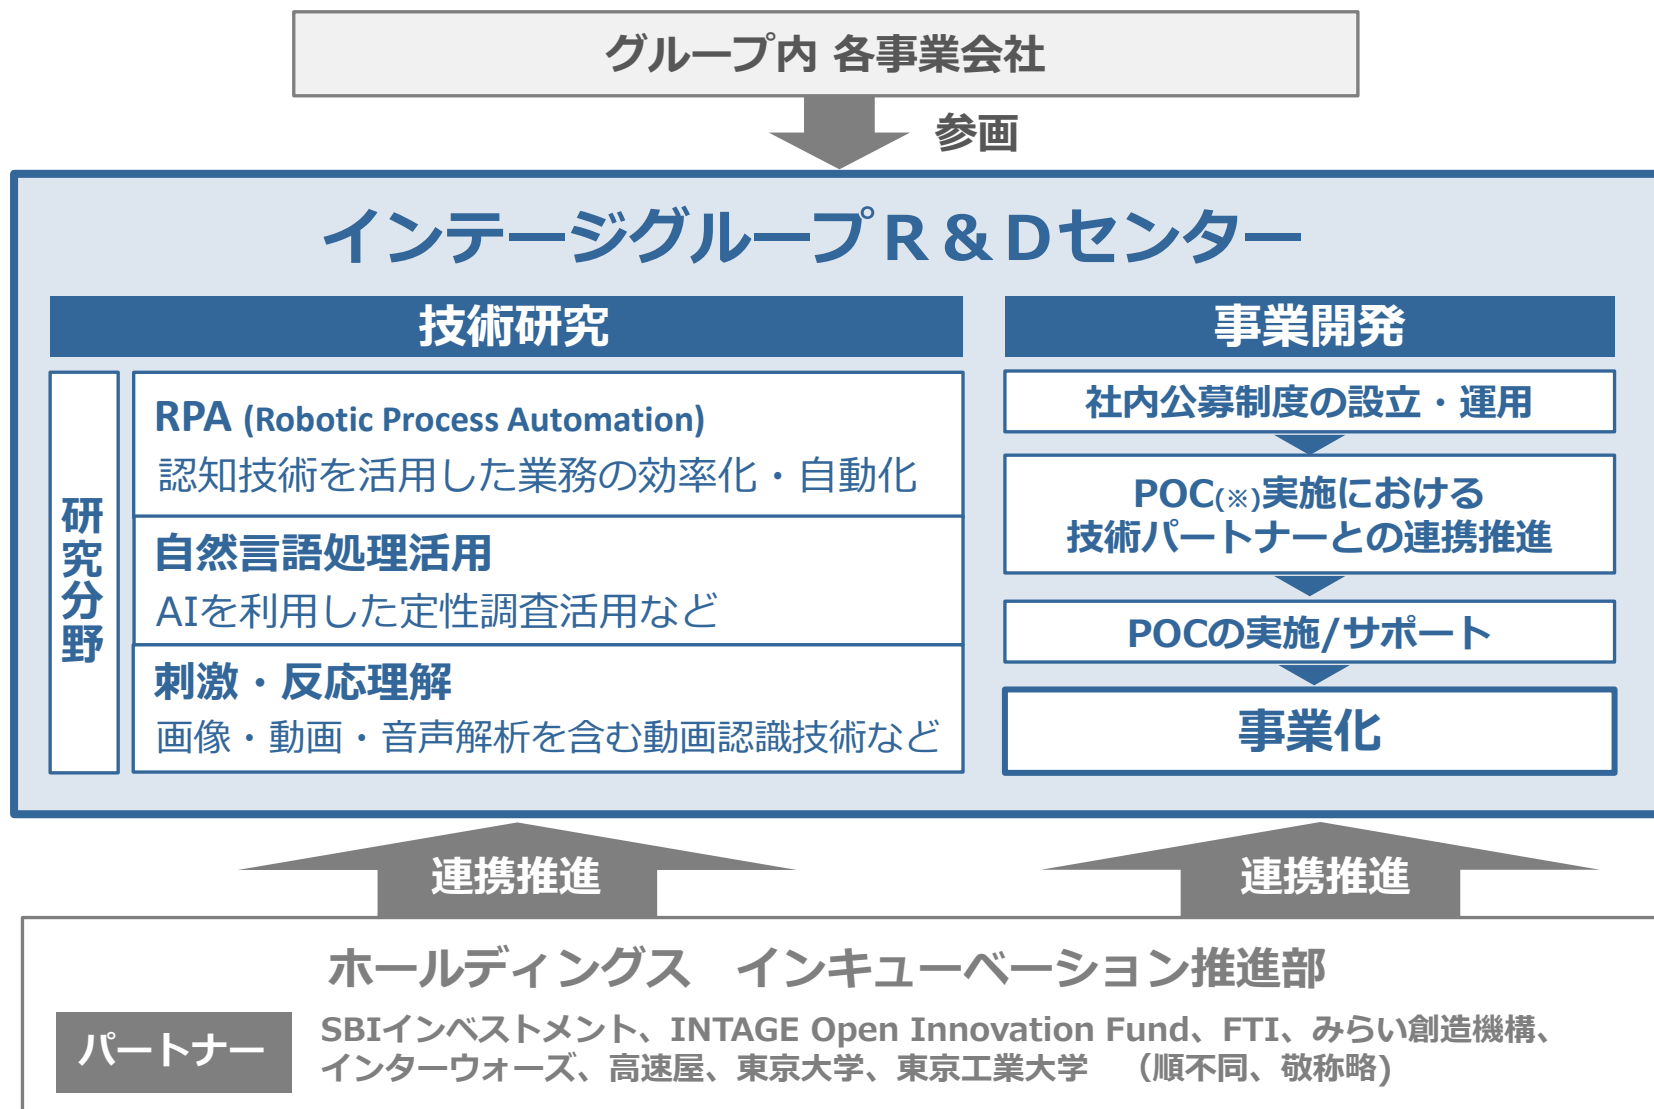 グループ内 各事業会社
参画
インテージグループＲ＆Ｄセンター
技術研究
研究分野
RPA (Robotic Process Automation)
認知技術を活用した業務の効率化・自動化
自然言語処理活用
AIを利用した定性調査活用など
刺激・反応理解
画像・動画・音声解析を含む動画認識技術など
事業開発
社内公募制度の設立・運用
POC(※)実施における
技術パートナーとの連携推進
POCの実施/サポート
事業化
連携推進
連携推進
ホールディングス　インキューベーション推進部
パートナー
SBIインベストメント、INTAGE Open Innovation Fund、FTI、みらい創造機構、
インターウォーズ、高速屋、東京大学、東京工業大学　（順不同、敬称略)